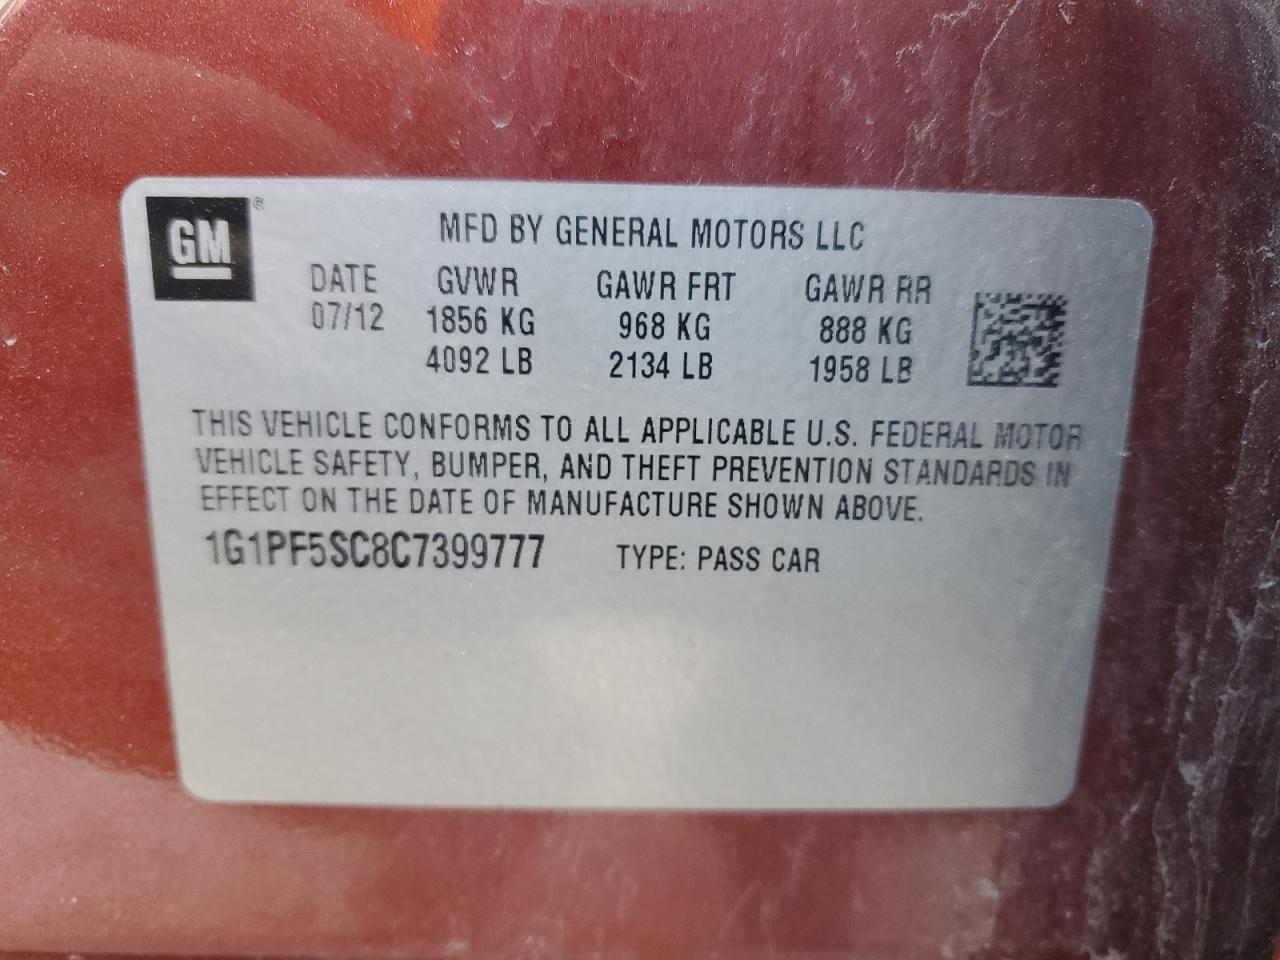 GM ®
MFD BY GENERAL MOTORS LLC
DATE GVWR GAWR FRT GAWR RR
07/12 1856 KG 968 KG 888 KG
4092 LB 2134 LB 1958 LB
THIS VEHICLE CONFORMS TO ALL APPLICABLE U.S. FEDERAL MOTOR
VEHICLE SAFETY, BUMPER, AND THEFT PREVENTION STANDARDS IN
EFFECT ON THE DATE OF MANUFACTURE SHOWN ABOVE.
1G1PF5SC8C7399777 TYPE: PASS CAR